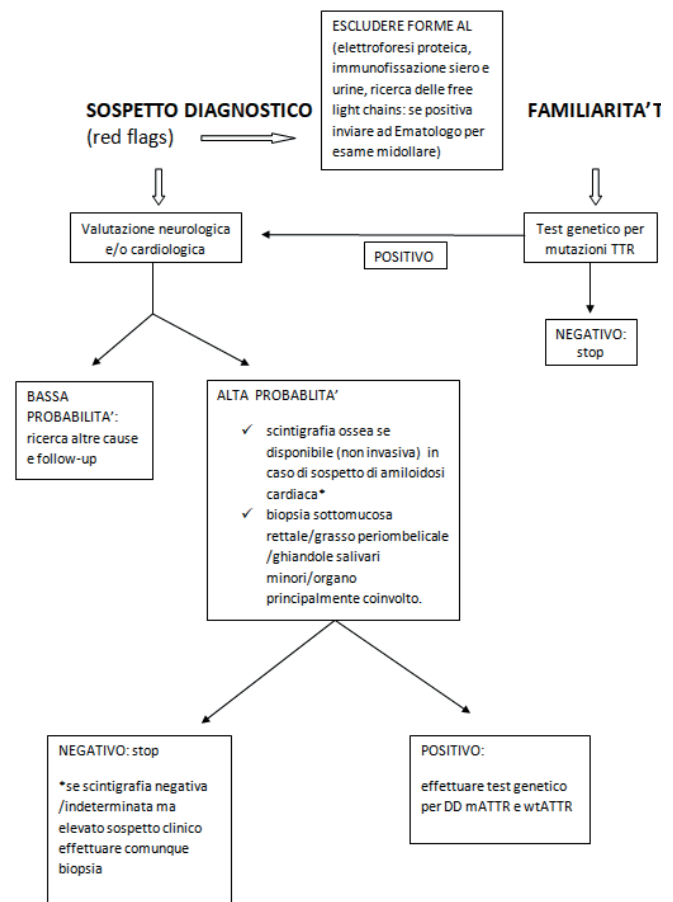 ESCLUDERE FORME AL
(elettroforesi proteica,
immunofissazione siero e
urine, ricerca delle free
light chains: se positiva
inviare ad Ematologo per
esame midollare)
SOSPETTO DIAGNOSTICO
(red flags)
FAMILIARITA’T
Valutazione neurologica
e/o cardiologica
POSITIVO
Test genetico per
mutazioni TTR
NEGATIVO:
stop
BASSA
PROBABILITA’:
ricerca altre cause
e follow-up
ALTA PROBABLITA’
✓ scintigrafia ossea se
disponibile (non invasiva) in
caso di sospetto di amiloidosi
cardiaca*
✓ biopsia sottomucosa
rettale/grasso periombelicale
/ghiandole salivari
minori/organo
principalmente coinvolto.
NEGATIVO: stop
*se scintigrafia negativa
/indeterminata ma
elevato sospetto clinico
effettuare comunque
biopsia
POSITIVO:
effettuare test genetico
per DD mATTR e wtATTR